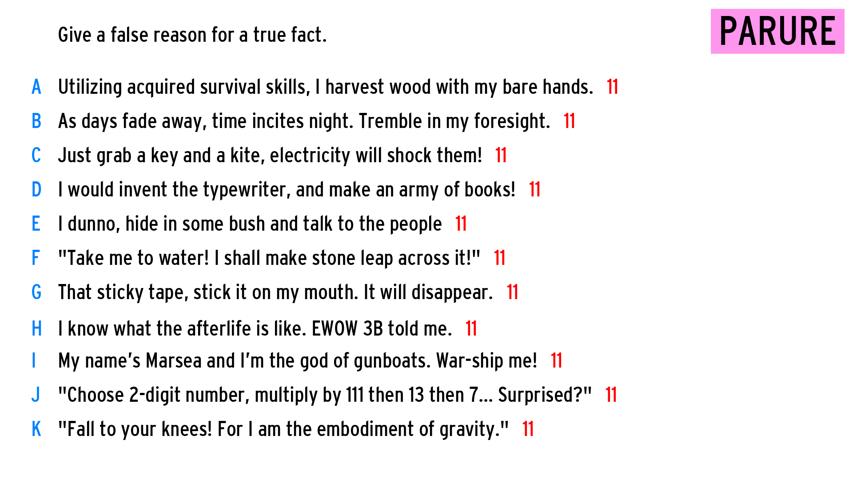 Give a false reason for a true fact.
PARURE
A Utilizing acquired survival skills, I harvest wood with my bare hands. 11
B As days fade away, time incites night. Tremble in my foresight. 11
C Just grab a key and a kite, electricity will shock them! 11
D I would invent the typewriter, and make an army of books! 11
E I dunno, hide in some bush and talk to the people 11
F "Take me to water! I shall make stone leap across it!" 11
G That sticky tape, stick it on my mouth. It will disappear. 11
H I know what the afterlife is like. EWOW 3B told me. 11
I My name's Marsea and I'm the god of gunboats. War-ship me! 11
J "Choose 2-digit number, multiply by 111 then 13 then 7... Surprised?" 11
K "Fall to your knees! For I am the embodiment of gravity." 11